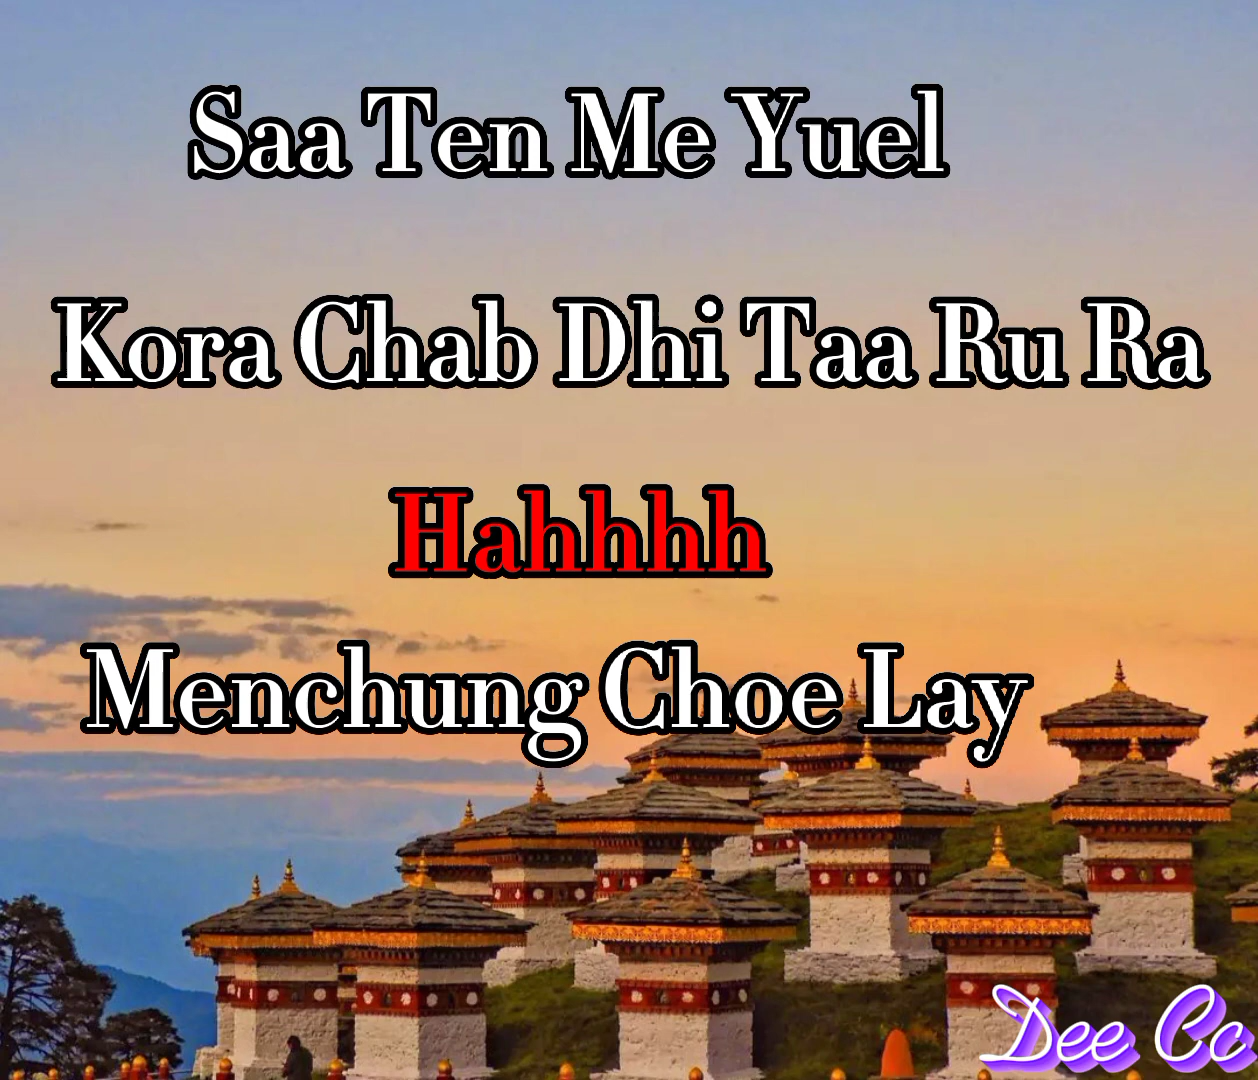 Saa Ten Me Yuel
Kora Chab Dhi Taa Ru Ra
Hahhhh
Menchung Choe Lay
Dee Cc